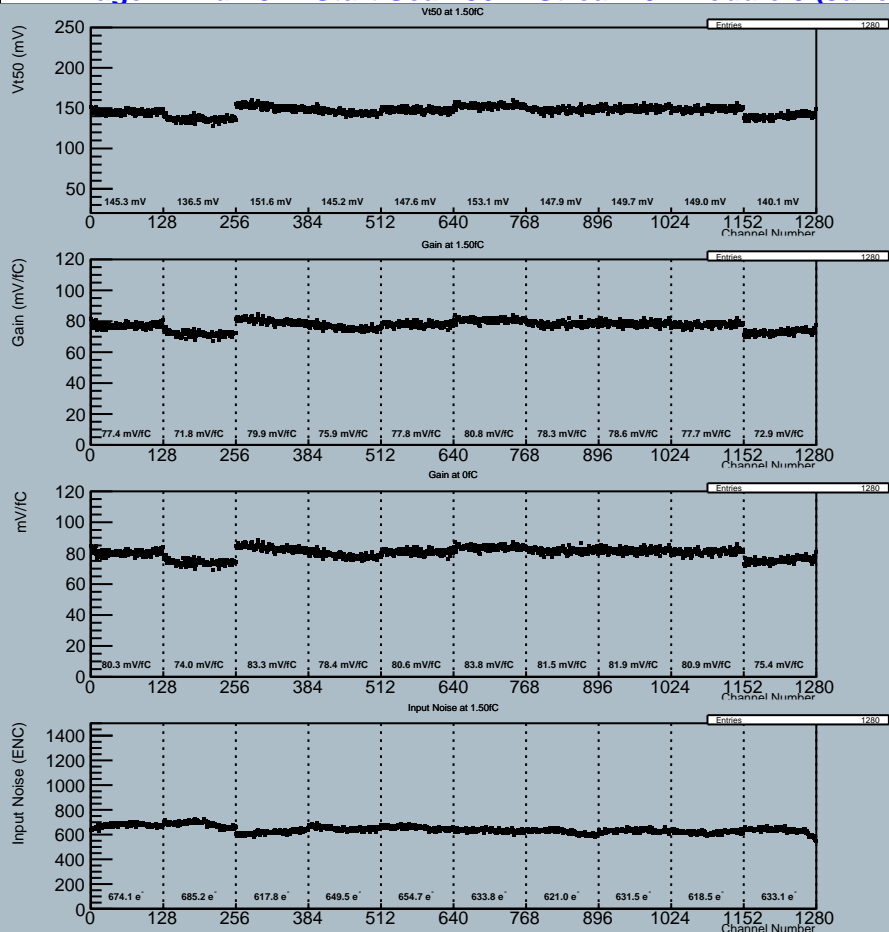 Vt50 at 1.50fC
Entries 1280
Vt50 (mV)
250
200
150
100
50
145.3 mV 136.5 mV 151.6 mV 145.2 mV 147.6 mV 153.1 mV 147.9 mV 149.7 mV 149.0 mV 140.1 mV
0 128 256 384 512 640 768 896 1024 1152 1280
Channel Number
Gain at 1.50fC
Entries 1280
Gain (mV/fC)
120
100
80
60
40
20
0
77.4 mV/fC 71.8 mV/fC 79.9 mV/fC 75.9 mV/fC 77.8 mV/fC 80.8 mV/fC 78.3 mV/fC 78.6 mV/fC 77.7 mV/fC 72.9 mV/fC
0 128 256 384 512 640 768 896 1024 1152 1280
Channel Number
Gain at 0fC
Entries 1280
mV/fC
120
100
80
60
40
20
0
80.3 mV/fC 74.0 mV/fC 83.3 mV/fC 78.4 mV/fC 80.6 mV/fC 83.8 mV/fC 81.5 mV/fC 81.9 mV/fC 80.9 mV/fC 75.4 mV/fC
0 128 256 384 512 640 768 896 1024 1152 1280
Channel Number
Input Noise at 1.50fC
Entries 1280
Input Noise (ENC)
1400
1200
1000
800
600
400
200
0
674.1 e⁻ 685.2 e⁻ 617.8 e⁻ 649.5 e⁻ 654.7 e⁻ 633.8 e⁻ 621.0 e⁻ 631.5 e⁻ 618.5 e⁻ 633.1 e⁻
0 128 256 384 512 640 768 896 1024 1152 1280
Channel Number